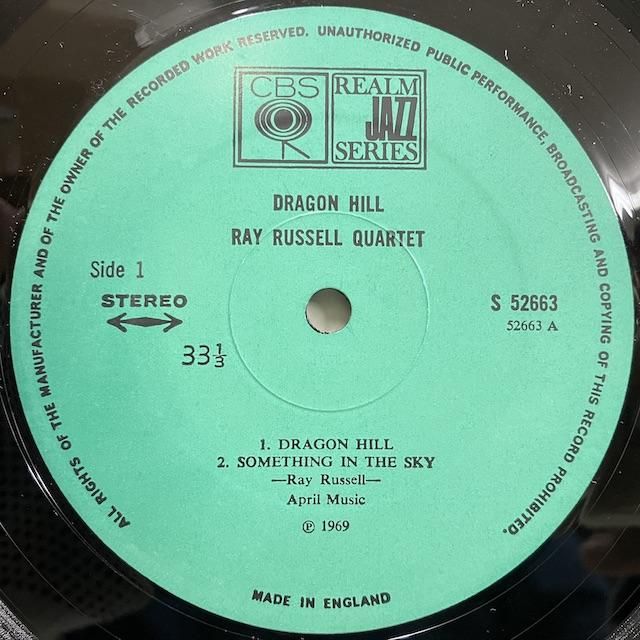 ALL RIGHTS OF THE MANUFACTURER AND OF THE OWNER OF THE RECORDED WORK RESERVED. UNAUTHORIZED PUBLIC PERFORMANCE, BROADCASTING AND COPYING OF THIS RECORD PROHIBITED.
CBS
REALM
JAZZ
SERIES
DRAGON HILL
RAY RUSSELL QUARTET
Side 1
STEREO
33⅓
S 52663
52663 A
1. DRAGON HILL
2. SOMETHING IN THE SKY
—Ray Russell—
April Music
℗ 1969
MADE IN ENGLAND